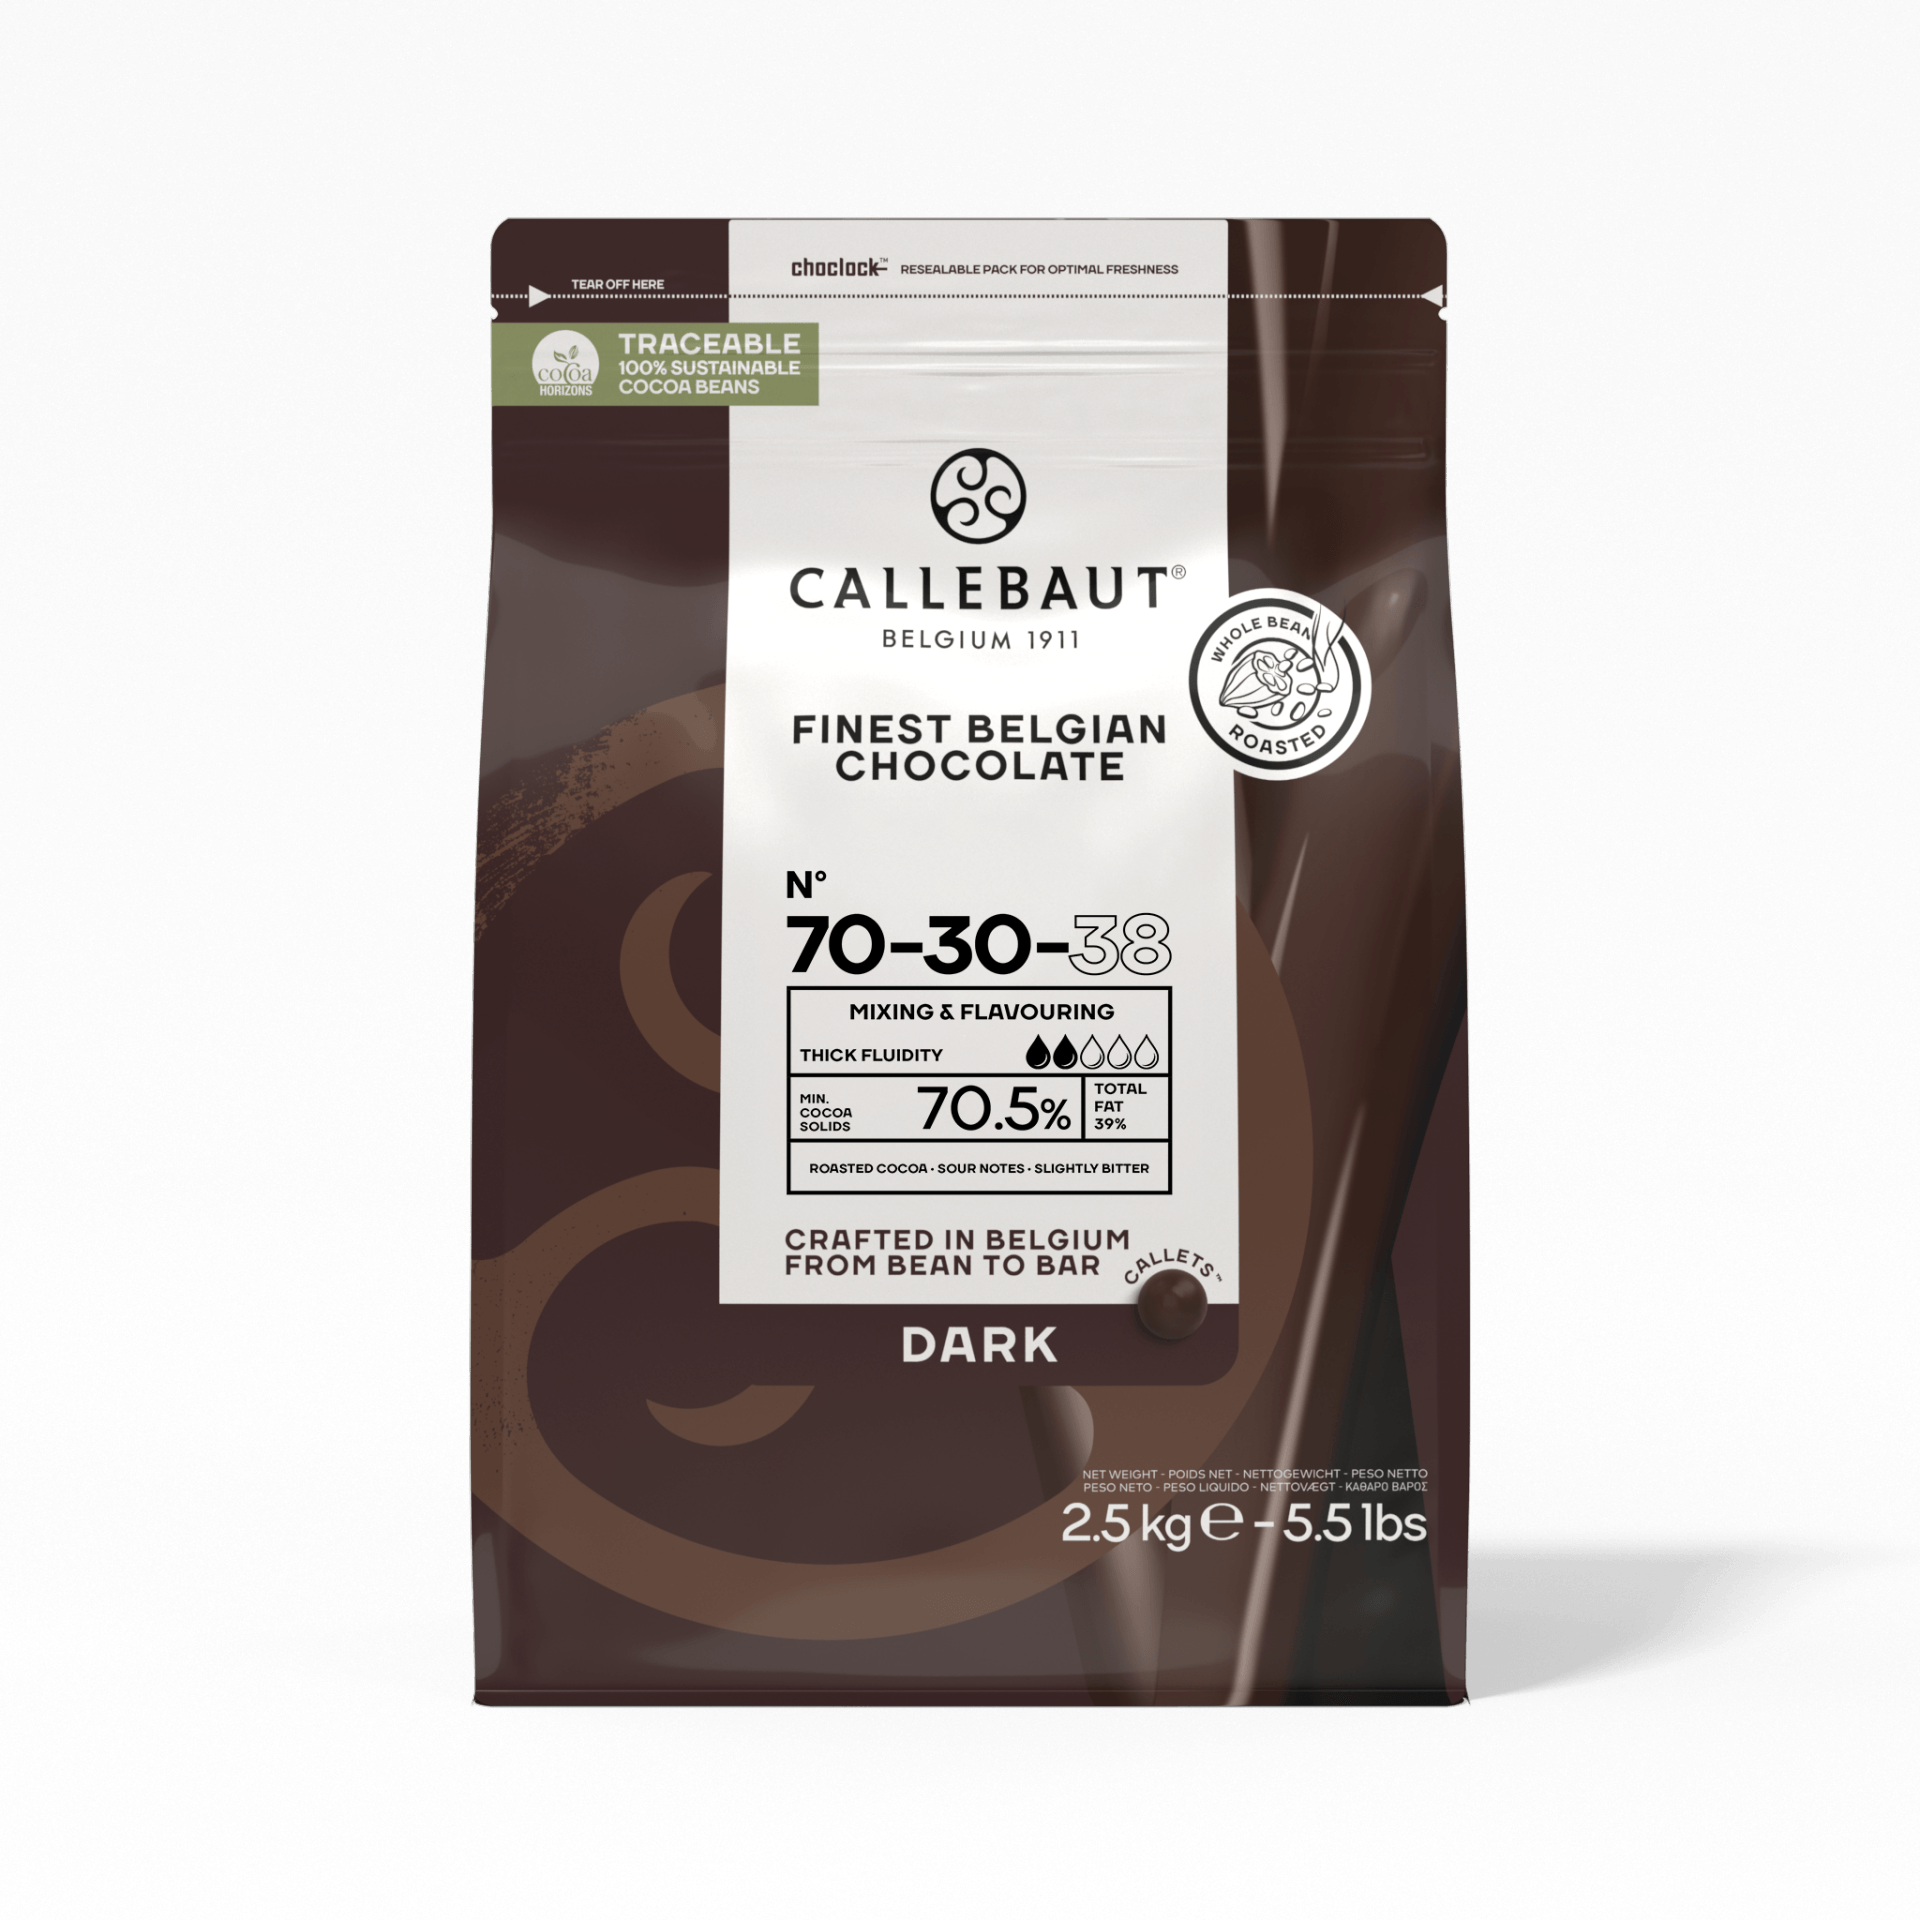 choclock™ RESEALABLE PACK FOR OPTIMAL FRESHNESS
TEAR OFF HERE
cocoa
HORIZONS
TRACEABLE
100% SUSTAINABLE
COCOA BEANS
CALLEBAUT®
BELGIUM 1911
WHOLE BEAN
ROASTED
FINEST BELGIAN
CHOCOLATE
N°
70-30-38
MIXING & FLAVOURING
THICK FLUIDITY
MIN.
COCOA
SOLIDS
70.5%
TOTAL
FAT
39%
ROASTED COCOA · SOUR NOTES · SLIGHTLY BITTER
CRAFTED IN BELGIUM
FROM BEAN TO BAR
CALLETS™
DARK
NET WEIGHT - POIDS NET - NETTOGEWICHT - PESO NETTO
PESO NETO - PESO LIQUIDO - NETTOVÆGT - ΚΑΘΑΡΟ ΒΑΡΟΣ
2.5 kg ℮ - 5.5 lbs